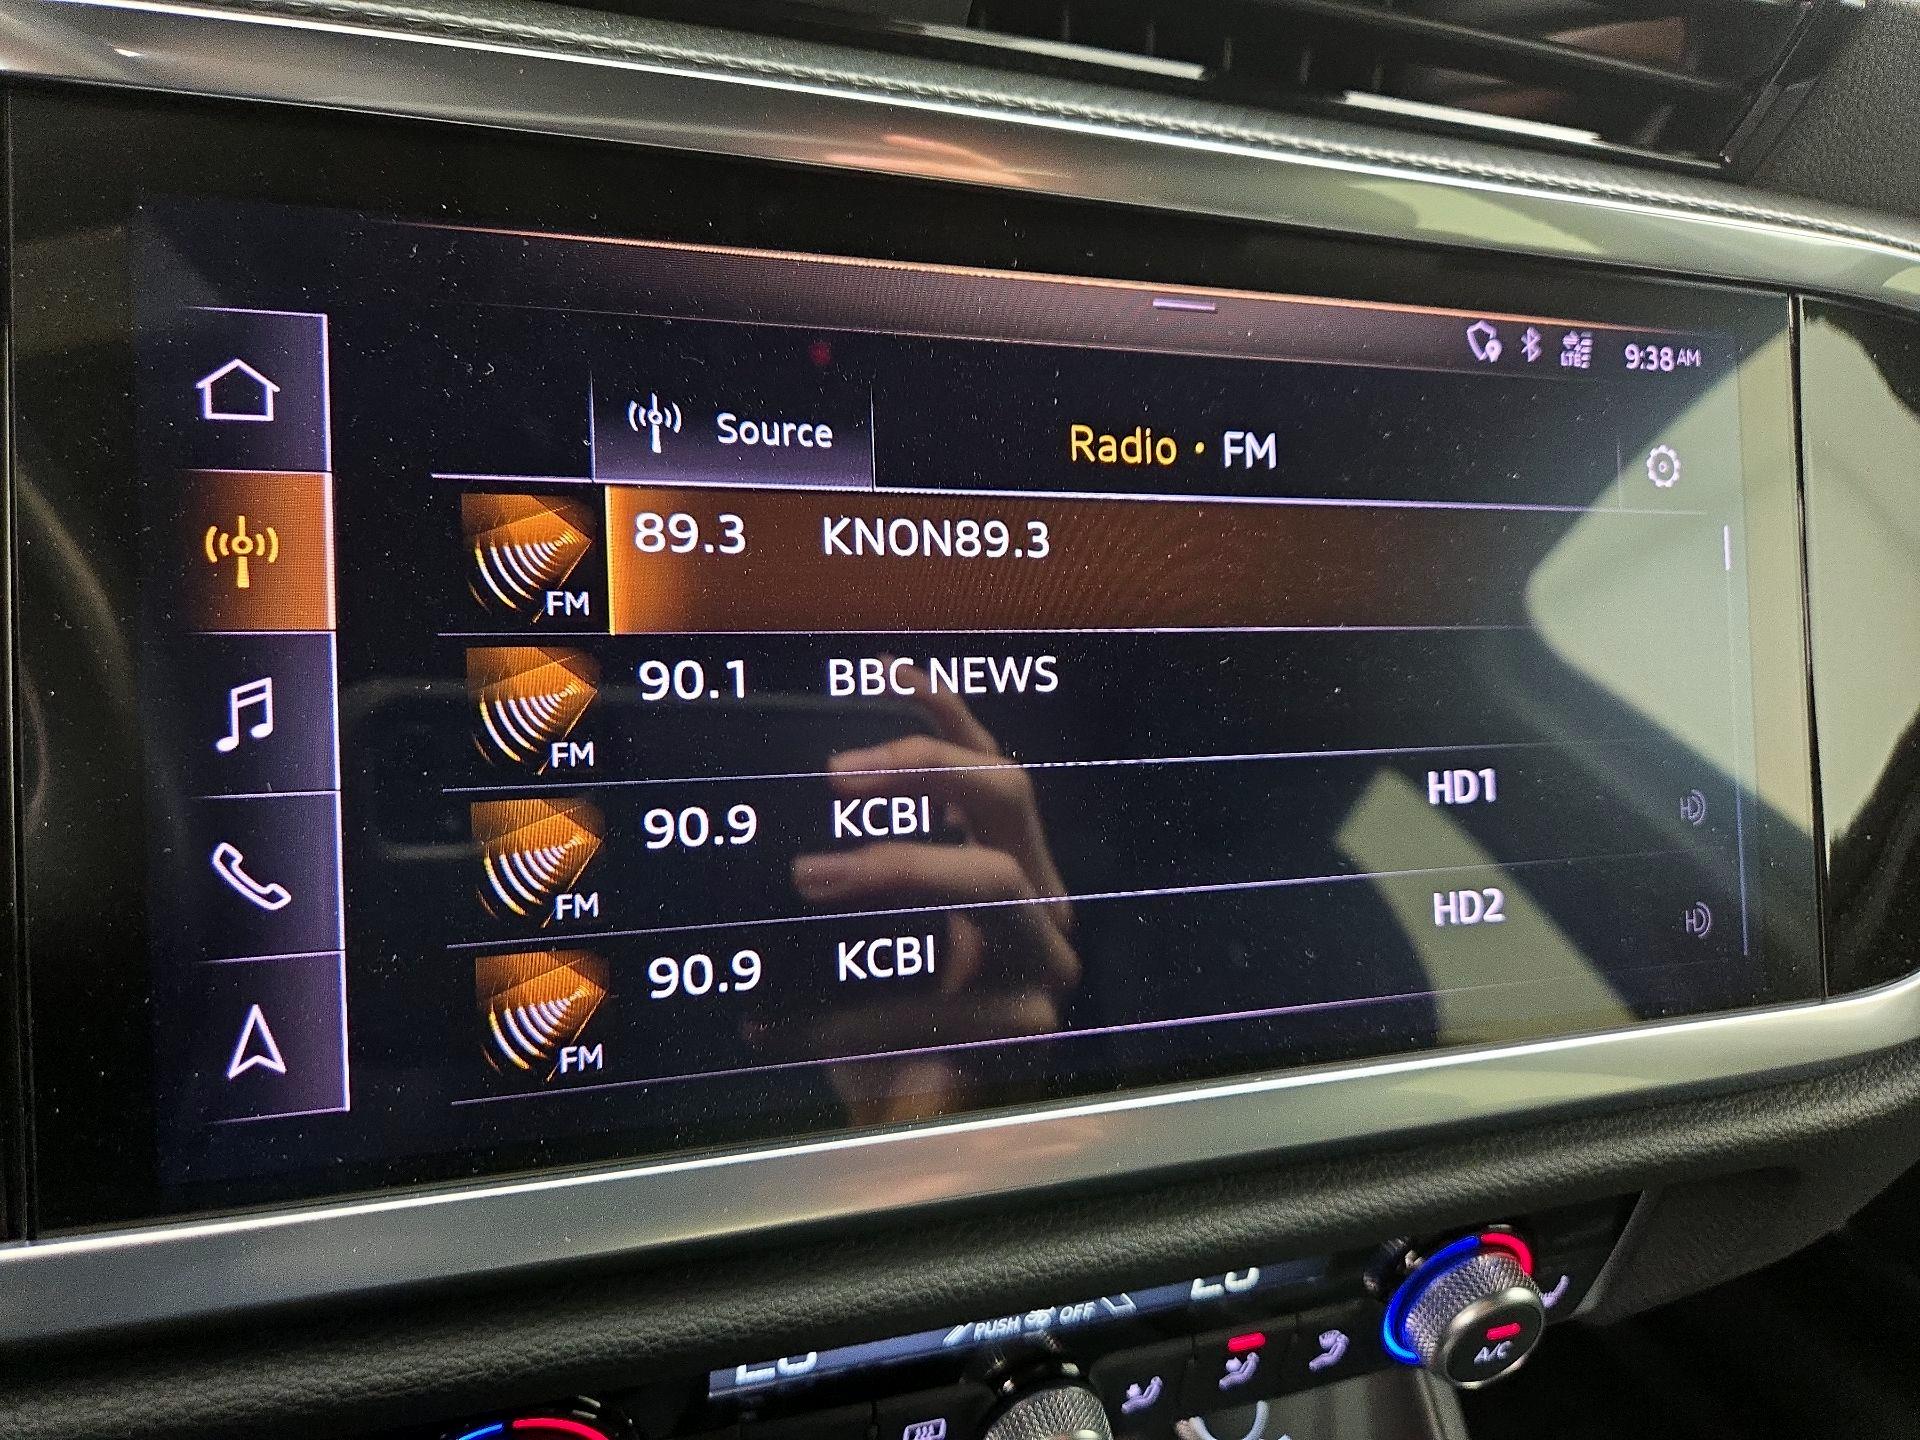 LTE
9:38 AM
Source
Radio • FM
89.3 KNON89.3
FM
90.1 BBC NEWS
FM
90.9 KCBI HD1
FM
90.9 KCBI HD2
FM
PUSH OFF
A/C